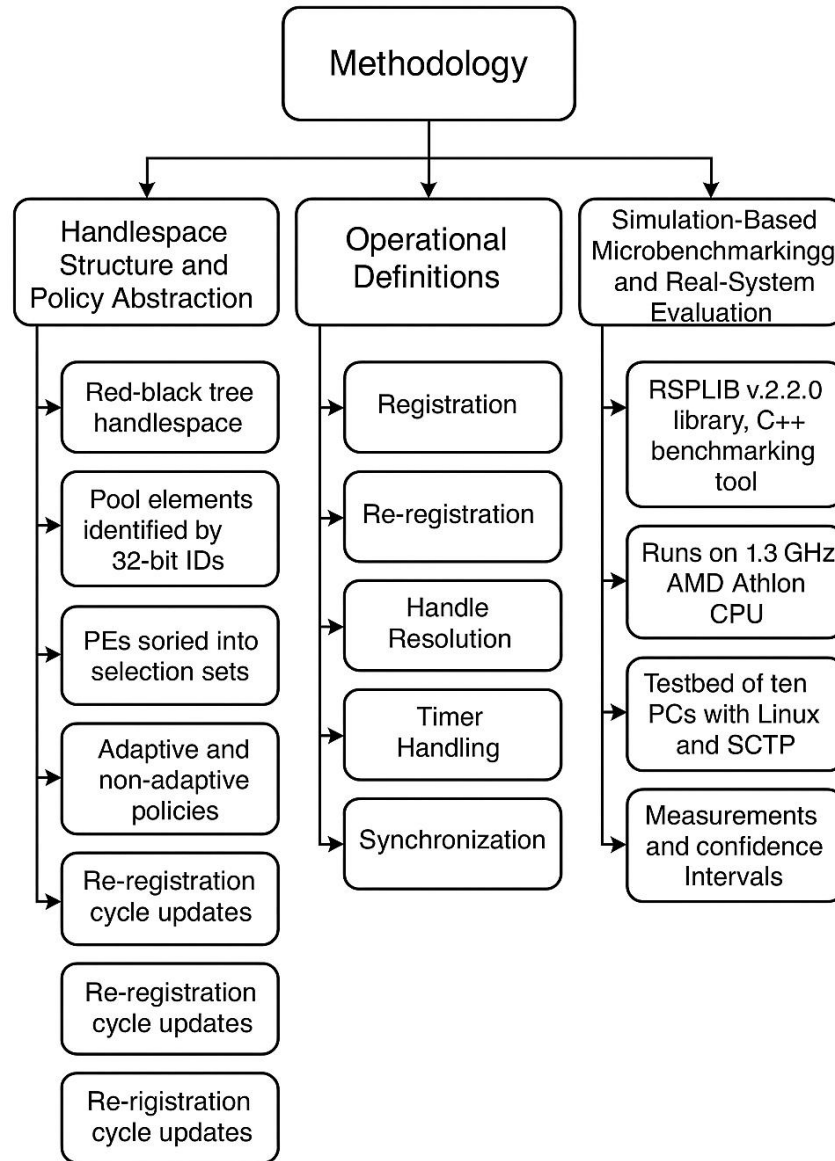 Methodology
Handlespace
Structure and
Policy Abstraction
Red-black tree
handlespace
Pool elements
identified by
32-bit IDs
PEs soried into
selection sets
Adaptive and
non-adaptive
policies
Re-registration
cycle updates
Re-registration
cycle updates
Re-rigistration
cycle updates
Operational
Definitions
Registration
Re-registration
Handle
Resolution
Timer
Handling
Synchronization
Simulation-Based
Microbenchmarkingg
and Real-System
Evaluation
RSPLIB v.2.2.0
library, C++
benchmarking
tool
Runs on 1.3 GHz
AMD Athlon
CPU
Testbed of ten
PCs with Linux
and SCTP
Measurements
and confidence
Intervals